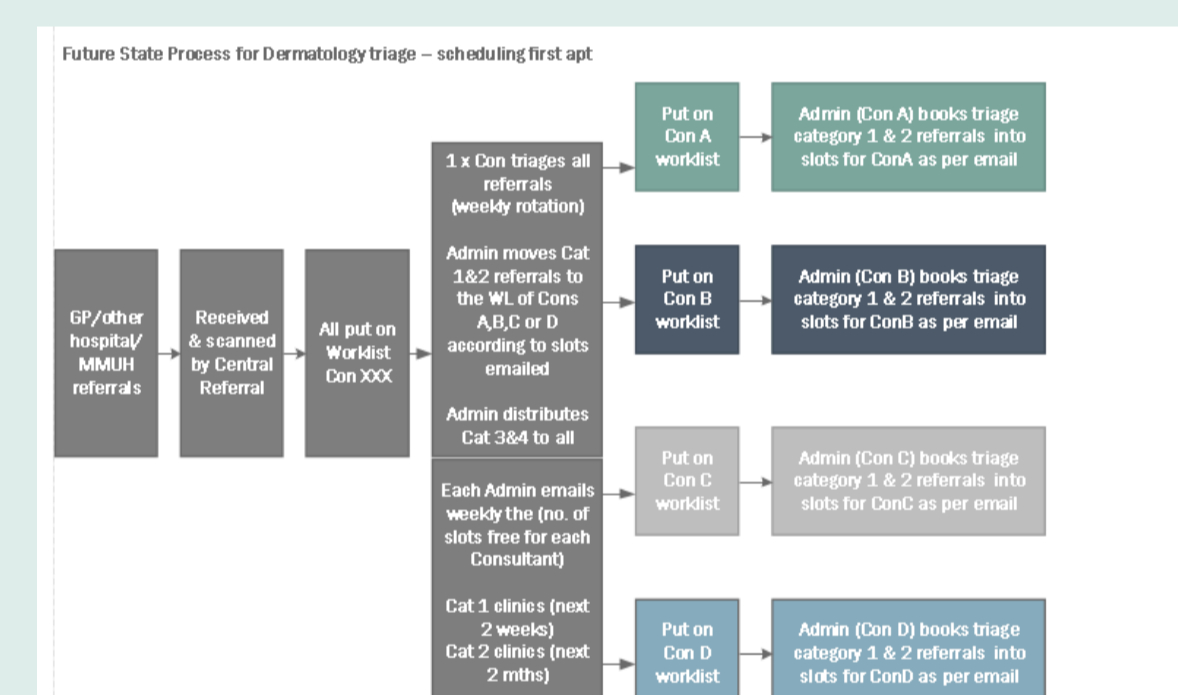 Future State Process for Dermatology triage – scheduling first apt
GP/other
hospital/
MMUH
referrals
Received
& scanned
by Central
Referral
All put on
Worklist
Con XXX
1 x Con triages all
referrals
(weekly rotation)
Admin moves Cat
1&2 referrals to
the WL of Cons
A,B,C or D
according to slots
emailed
Admin distributes
Cat 3&4 to all
Each Admin emails
weekly the (no. of
slots free for each
Consultant)
Cat 1 clinics (next
2 weeks)
Cat 2 clinics (next
2 mths)
Put on
Con A
worklist
Admin (Con A) books triage
category 1 & 2 referrals into
slots for ConA as per email
Put on
Con B
worklist
Admin (Con B) books triage
category 1 & 2 referrals into
slots for ConB as per email
Put on
Con C
worklist
Admin (Con C) books triage
category 1 & 2 referrals into
slots for ConC as per email
Put on
Con D
worklist
Admin (Con D) books triage
category 1 & 2 referrals into
slots for ConD as per email